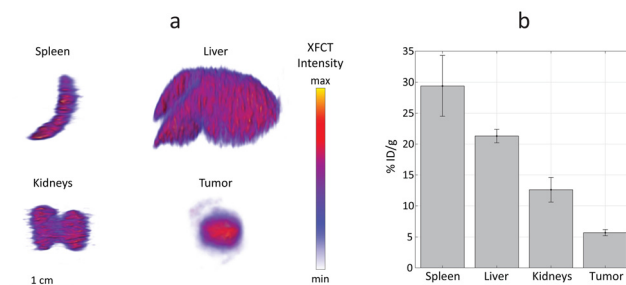 a
Spleen
Liver
XFCT
Intensity
max
Kidneys
Tumor
1 cm
min
b
35
30
25
20
15
10
5
0
% ID/g
Spleen Liver Kidneys Tumor